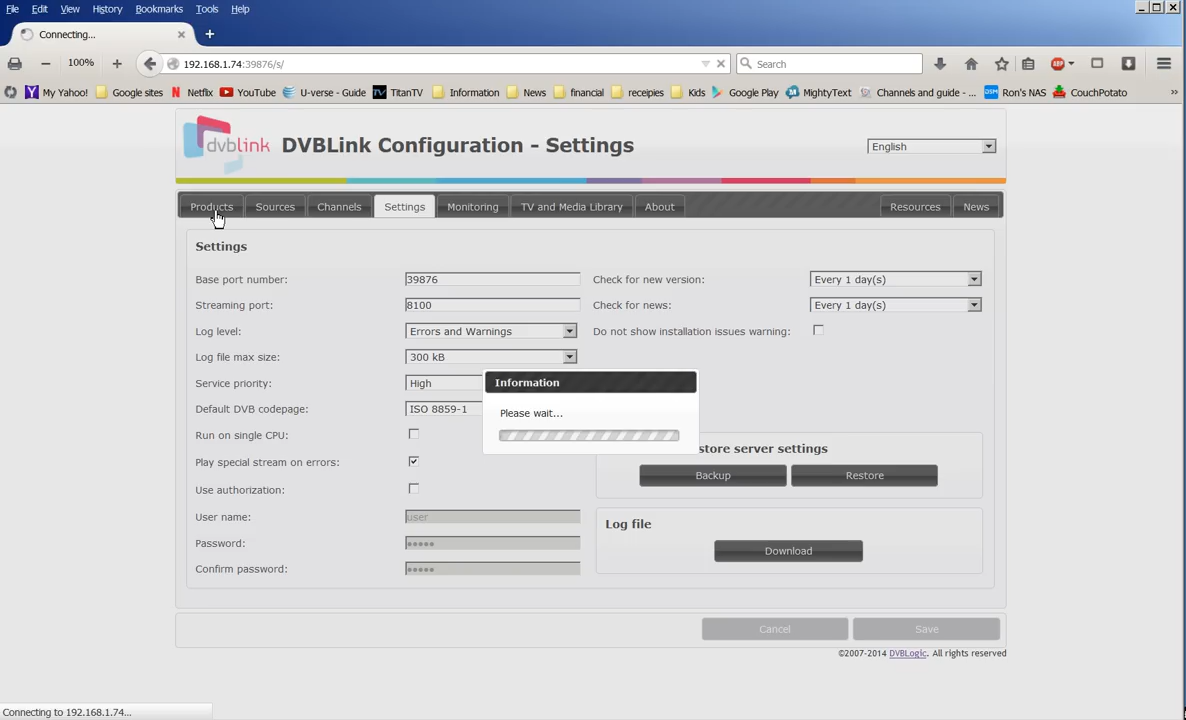 File Edit View History Bookmarks Tools Help
Connecting...
100% 192.168.1.74:39876/s/ Search
My Yahoo! Google sites Netflix YouTube U-verse - Guide TitanTV Information News financial receipies Kids Google Play MightyText Channels and guide - ... Ron's NAS CouchPotato
dvblink DVBLink Configuration - Settings English
Products Sources Channels Settings Monitoring TV and Media Library About Resources News
Settings
Base port number: 39876 Check for new version: Every 1 day(s)
Streaming port: 8100 Check for news: Every 1 day(s)
Log level: Errors and Warnings Do not show installation issues warning:
Log file max size: 300 kB
Service priority: High
Information
Please wait...
Default DVB codepage: ISO 8859-1
Run on single CPU:
store server settings
Play special stream on errors:
Backup Restore
Use authorization:
User name: user
Log file
Password: •••••
Download
Confirm password: •••••
Cancel Save
©2007-2014 DVBLogic. All rights reserved
Connecting to 192.168.1.74...